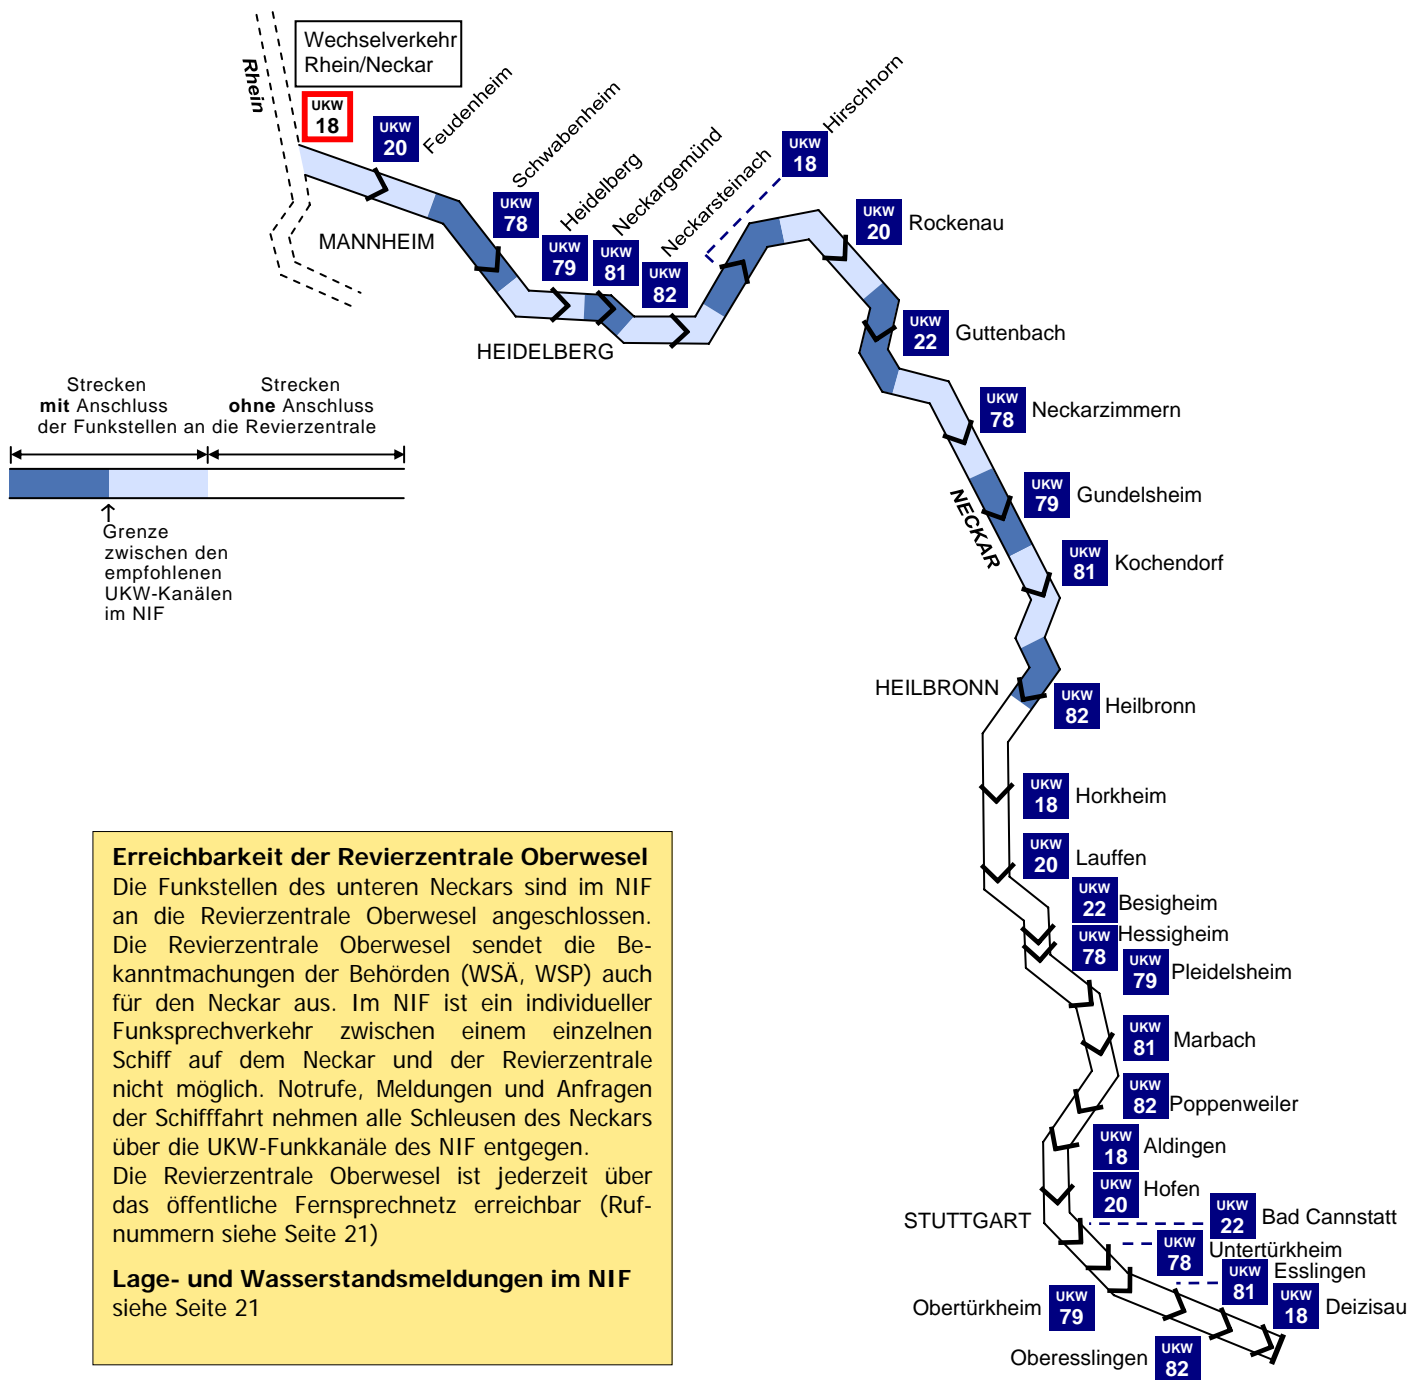 Rhein
Wechselverkehr
Rhein/Neckar
UKW
18
UKW
20
Feudenheim
UKW
78
Schwabenheim
UKW
79
Heidelberg
UKW
81
Neckargemünd
UKW
82
Neckarsteinach
UKW
18
Hirschhorn
UKW
20
Rockenau
MANNHEIM
HEIDELBERG
UKW
22
Guttenbach
UKW
78
Neckarzimmern
UKW
79
Gundelsheim
NECKAR
UKW
81
Kochendorf
HEILBRONN
UKW
82
Heilbronn
Strecken
mit Anschluss
Strecken
ohne Anschluss
der Funkstellen an die Revierzentrale
Grenze
zwischen den
empfohlenen
UKW-Kanälen
im NIF
UKW
18
Horkheim
UKW
20
Lauffen
UKW
22
Besigheim
UKW
78
Hessigheim
UKW
79
Pleidelsheim
UKW
81
Marbach
UKW
82
Poppenweiler
UKW
18
Aldingen
UKW
20
Hofen
STUTTGART
UKW
22
Bad Cannstatt
UKW
78
Untertürkheim
Obertürkheim
UKW
79
UKW
81
Esslingen
Oberesslingen
UKW
82
UKW
18
Deizisau
Erreichbarkeit der Revierzentrale Oberwesel
Die Funkstellen des unteren Neckars sind im NIF
an die Revierzentrale Oberwesel angeschlossen.
Die Revierzentrale Oberwesel sendet die Be-
kanntmachungen der Behörden (WSÄ, WSP) auch
für den Neckar aus. Im NIF ist ein individueller
Funksprechverkehr zwischen einem einzelnen
Schiff auf dem Neckar und der Revierzentrale
nicht möglich. Notrufe, Meldungen und Anfragen
der Schifffahrt nehmen alle Schleusen des Neckars
über die UKW-Funkkanäle des NIF entgegen.
Die Revierzentrale Oberwesel ist jederzeit über
das öffentliche Fernsprechnetz erreichbar (Ruf-
nummern siehe Seite 21)
Lage- und Wasserstandsmeldungen im NIF
siehe Seite 21